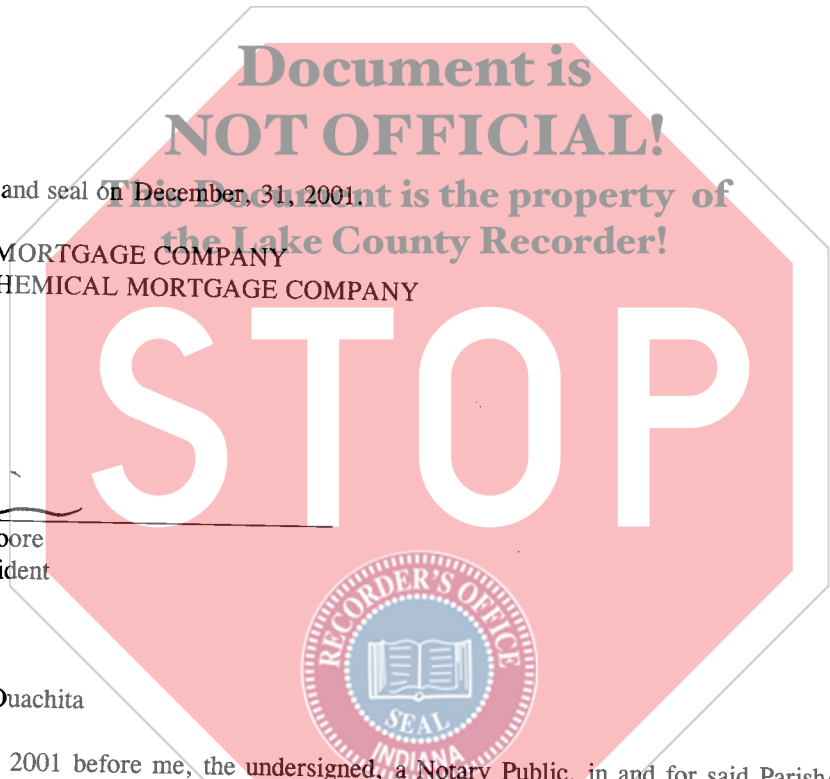 Document is
NOT OFFICIAL!
and seal on December, 31, 2001.
This Document is the property of
the Lake County Recorder!
MORTGAGE COMPANY
HEMICAL MORTGAGE COMPANY
STOP
oore
ident
RECORDER'S OFFICE
SEAL
INDIANA
Ouachita
2001 before me, the undersigned, a Notary Public, in and for said Parish